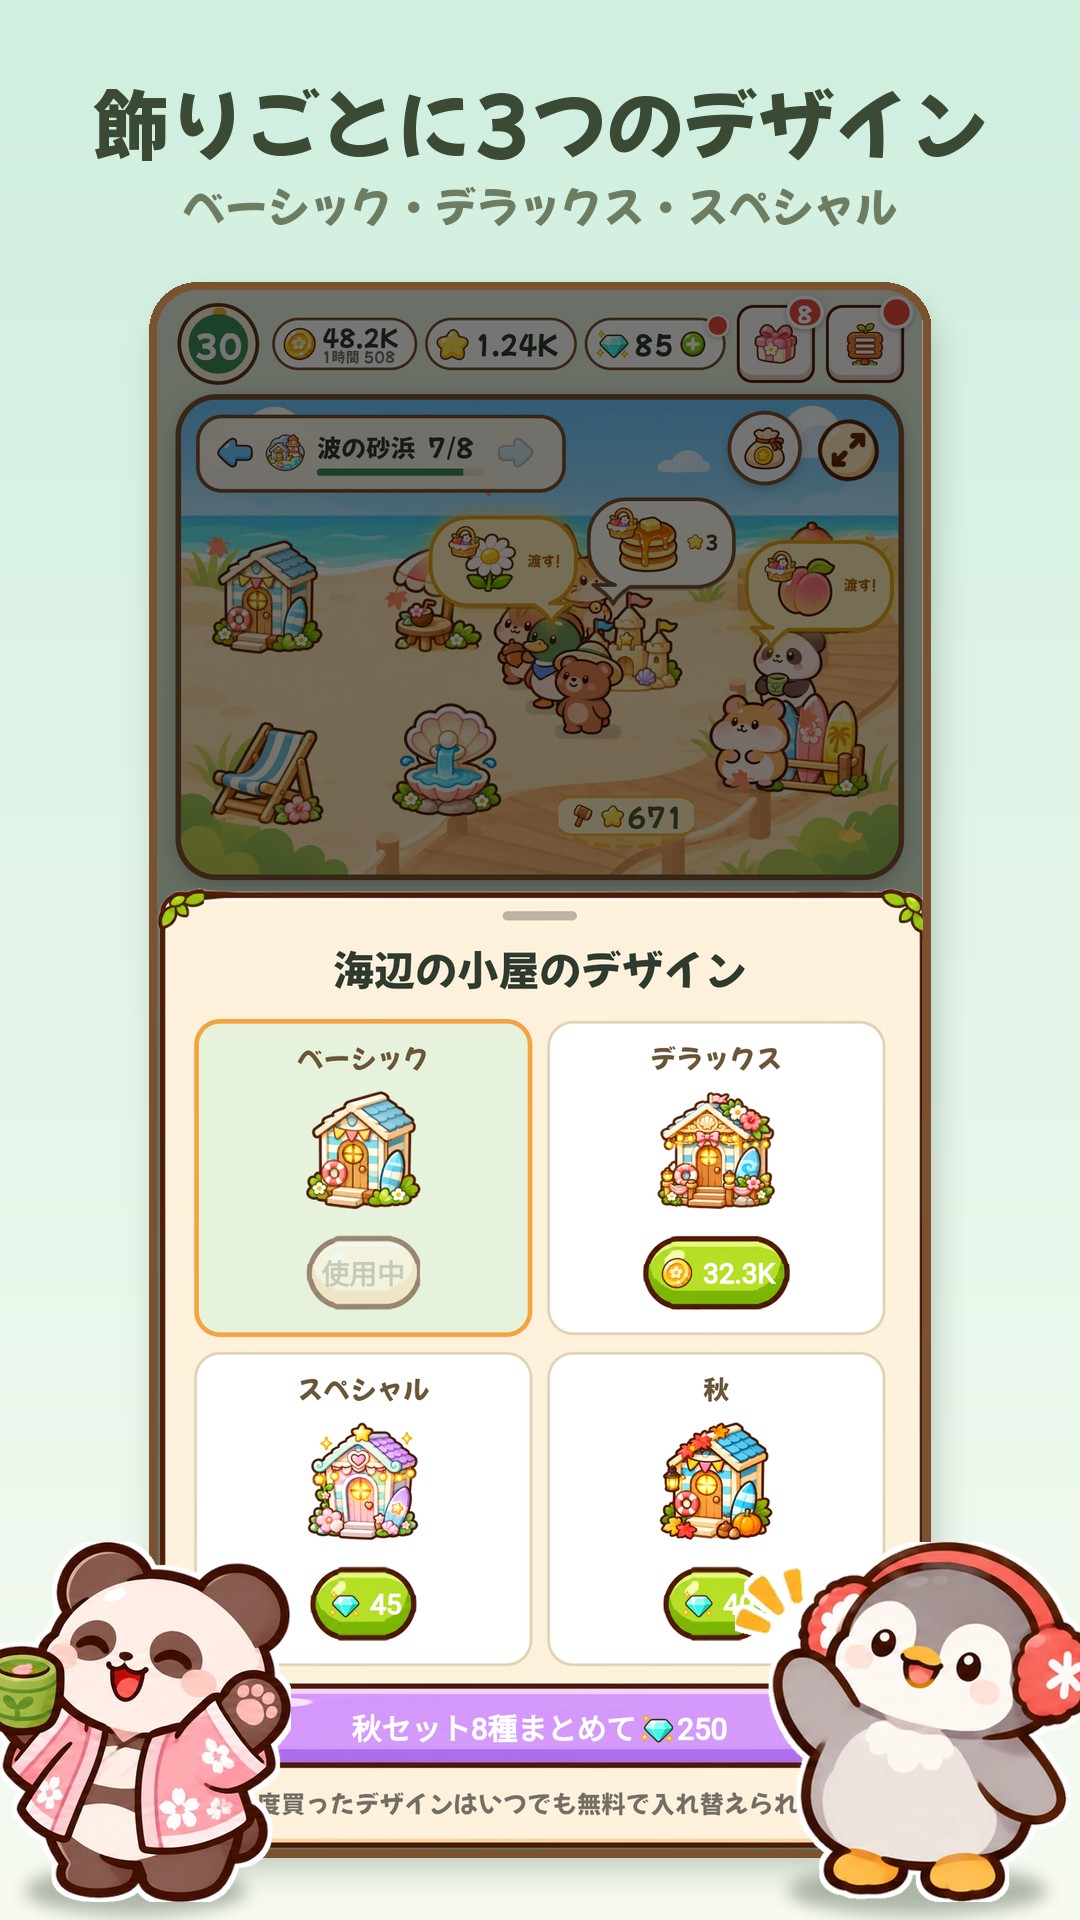 飾りごとに3つのデザイン
ベーシック・デラックス・スペシャル
30
48.2K
1時間 508
1.24K
85
8
波の砂浜 7/8
渡す!
3
渡す!
671
海辺の小屋のデザイン
ベーシック
デラックス
使用中
32.3K
スペシャル
秋
45
秋セット8種まとめて 250
度買ったデザインはいつでも無料で入れ替えられ